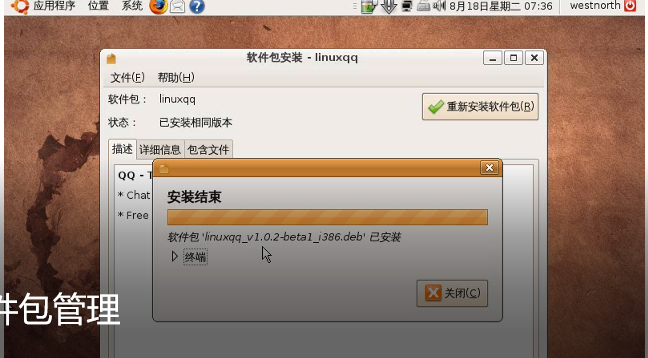 应用程序 位置 系统 8月18日星期二 07:36 westnorth
软件包安装 - linuxqq
文件(F) 帮助(H)
软件包： linuxqq
重新安装软件包(R)
状态： 已安装相同版本
描述 详细信息 包含文件
QQ - T
* Chat
* Free
安装结束
软件包 'linuxqq_v1.0.2-beta1_i386.deb' 已安装
终端
关闭(C)
件包管理